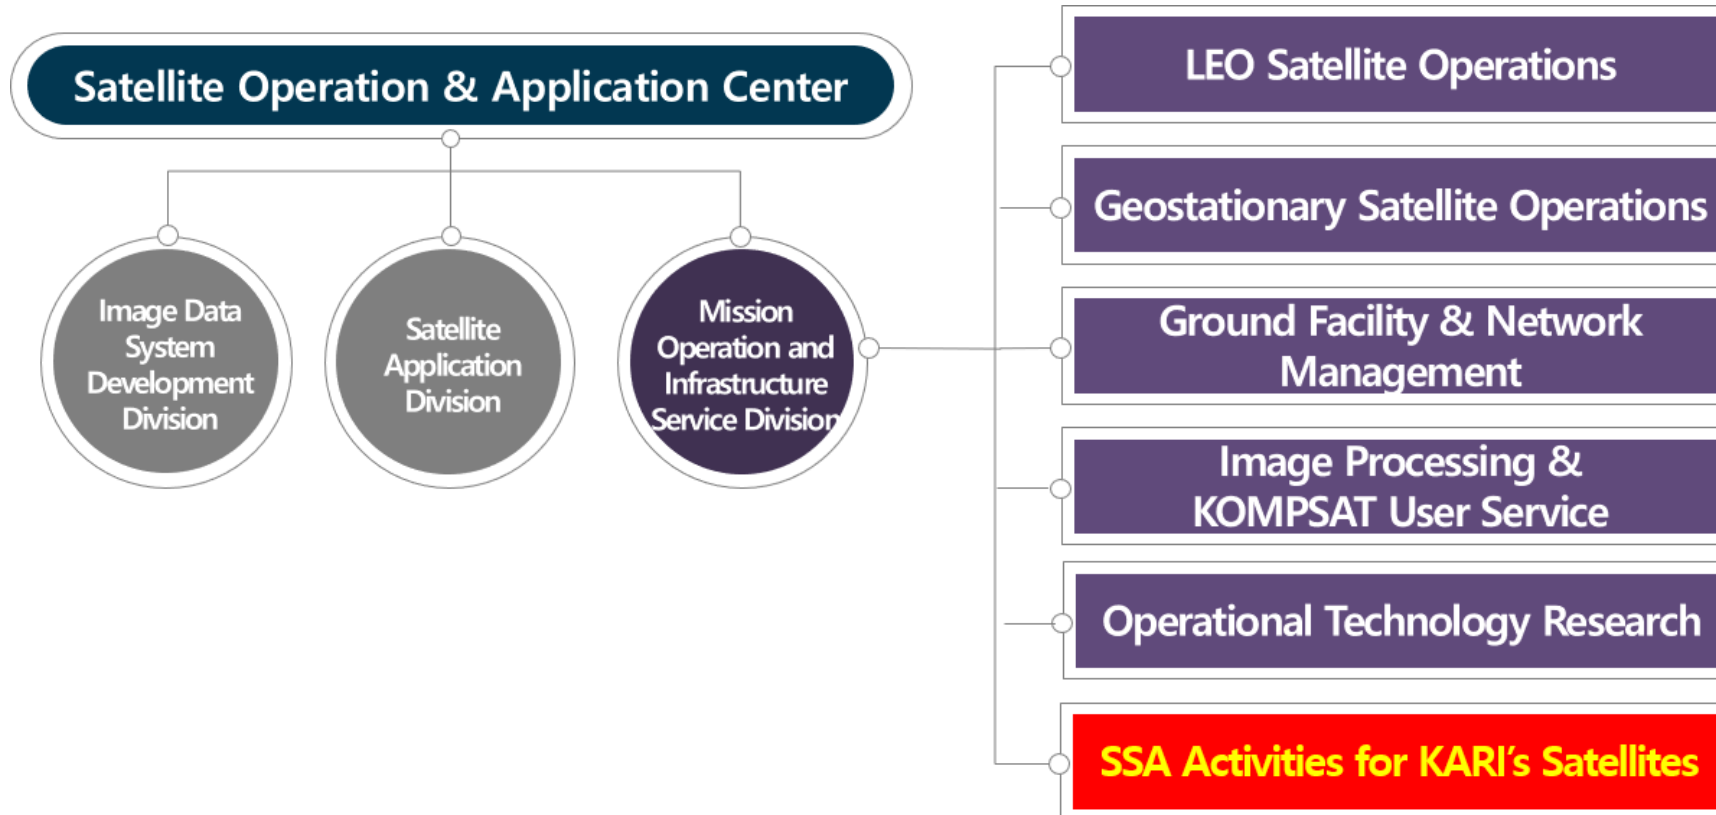 Satellite Operation & Application Center
Image Data
System
Development
Division
Satellite
Application
Division
Mission
Operation and
Infrastructure
Service Division
LEO Satellite Operations
Geostationary Satellite Operations
Ground Facility & Network
Management
Image Processing &
KOMPSAT User Service
Operational Technology Research
SSA Activities for KARI’s Satellites